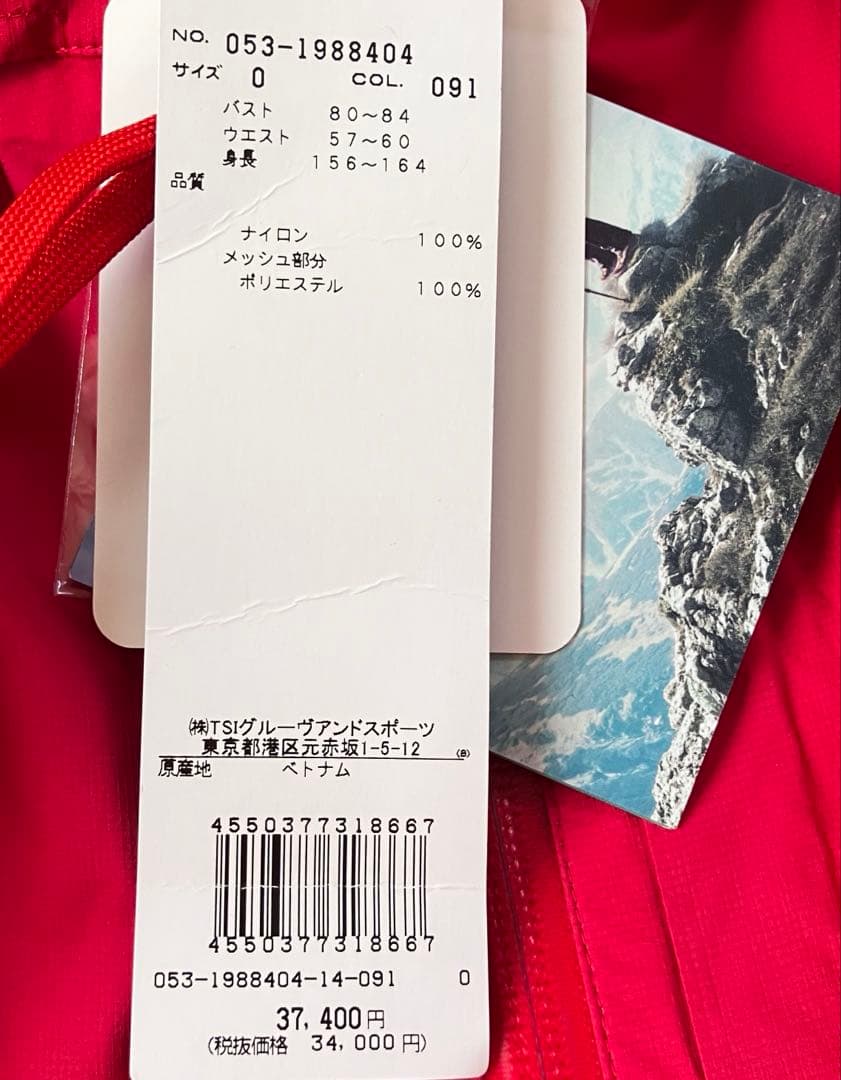 NO. 053-1988404
サイズ 0 COL. 091
バスト 80~84
ウエスト 57~60
身長 156~164
品質
ナイロン 100%
メッシュ部分
ポリエステル 100%
㈱TSIグルーヴアンドスポーツ
東京都港区元赤坂1-5-12 (B)
原産地 ベトナム
4550377318667
4550377318667
053-1988404-14-091 0
37,400円
(税抜価格 34,000円)